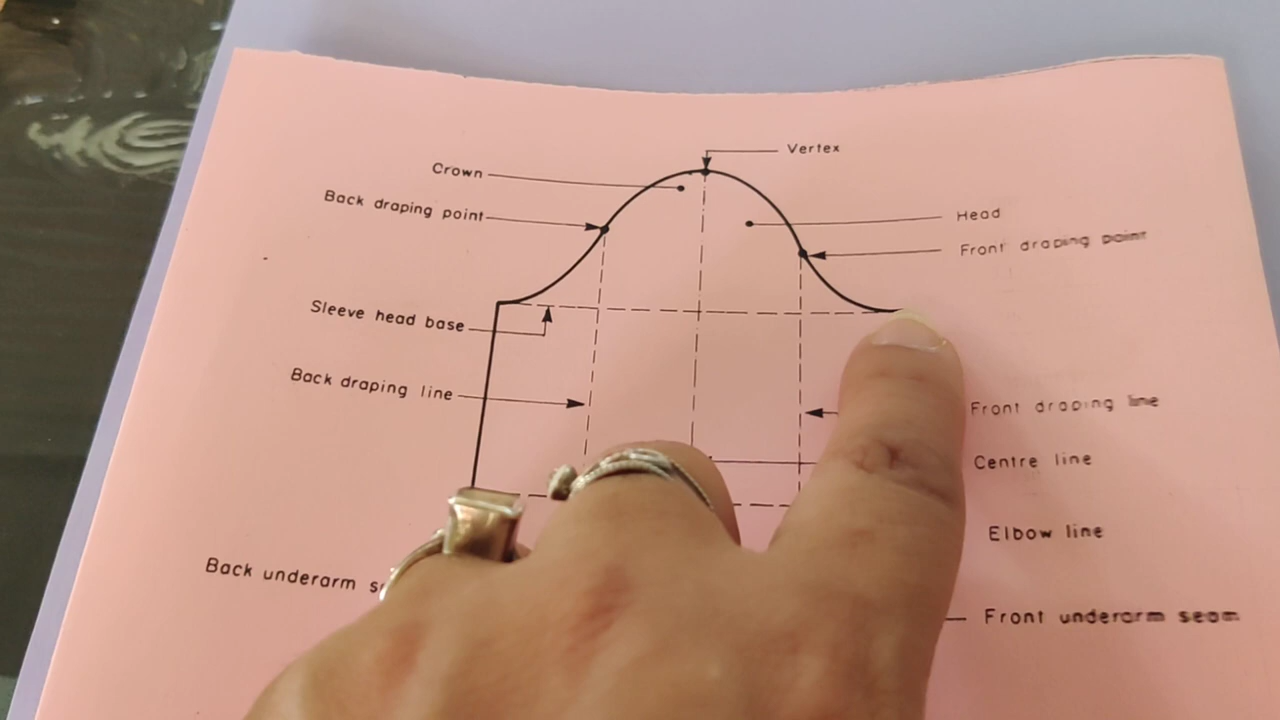 Vertex
Crown
Back draping point
Head
Front draping point
Sleeve head base
Back draping line
Front draping line
Centre line
Elbow line
Back underarm
Front underarm seam